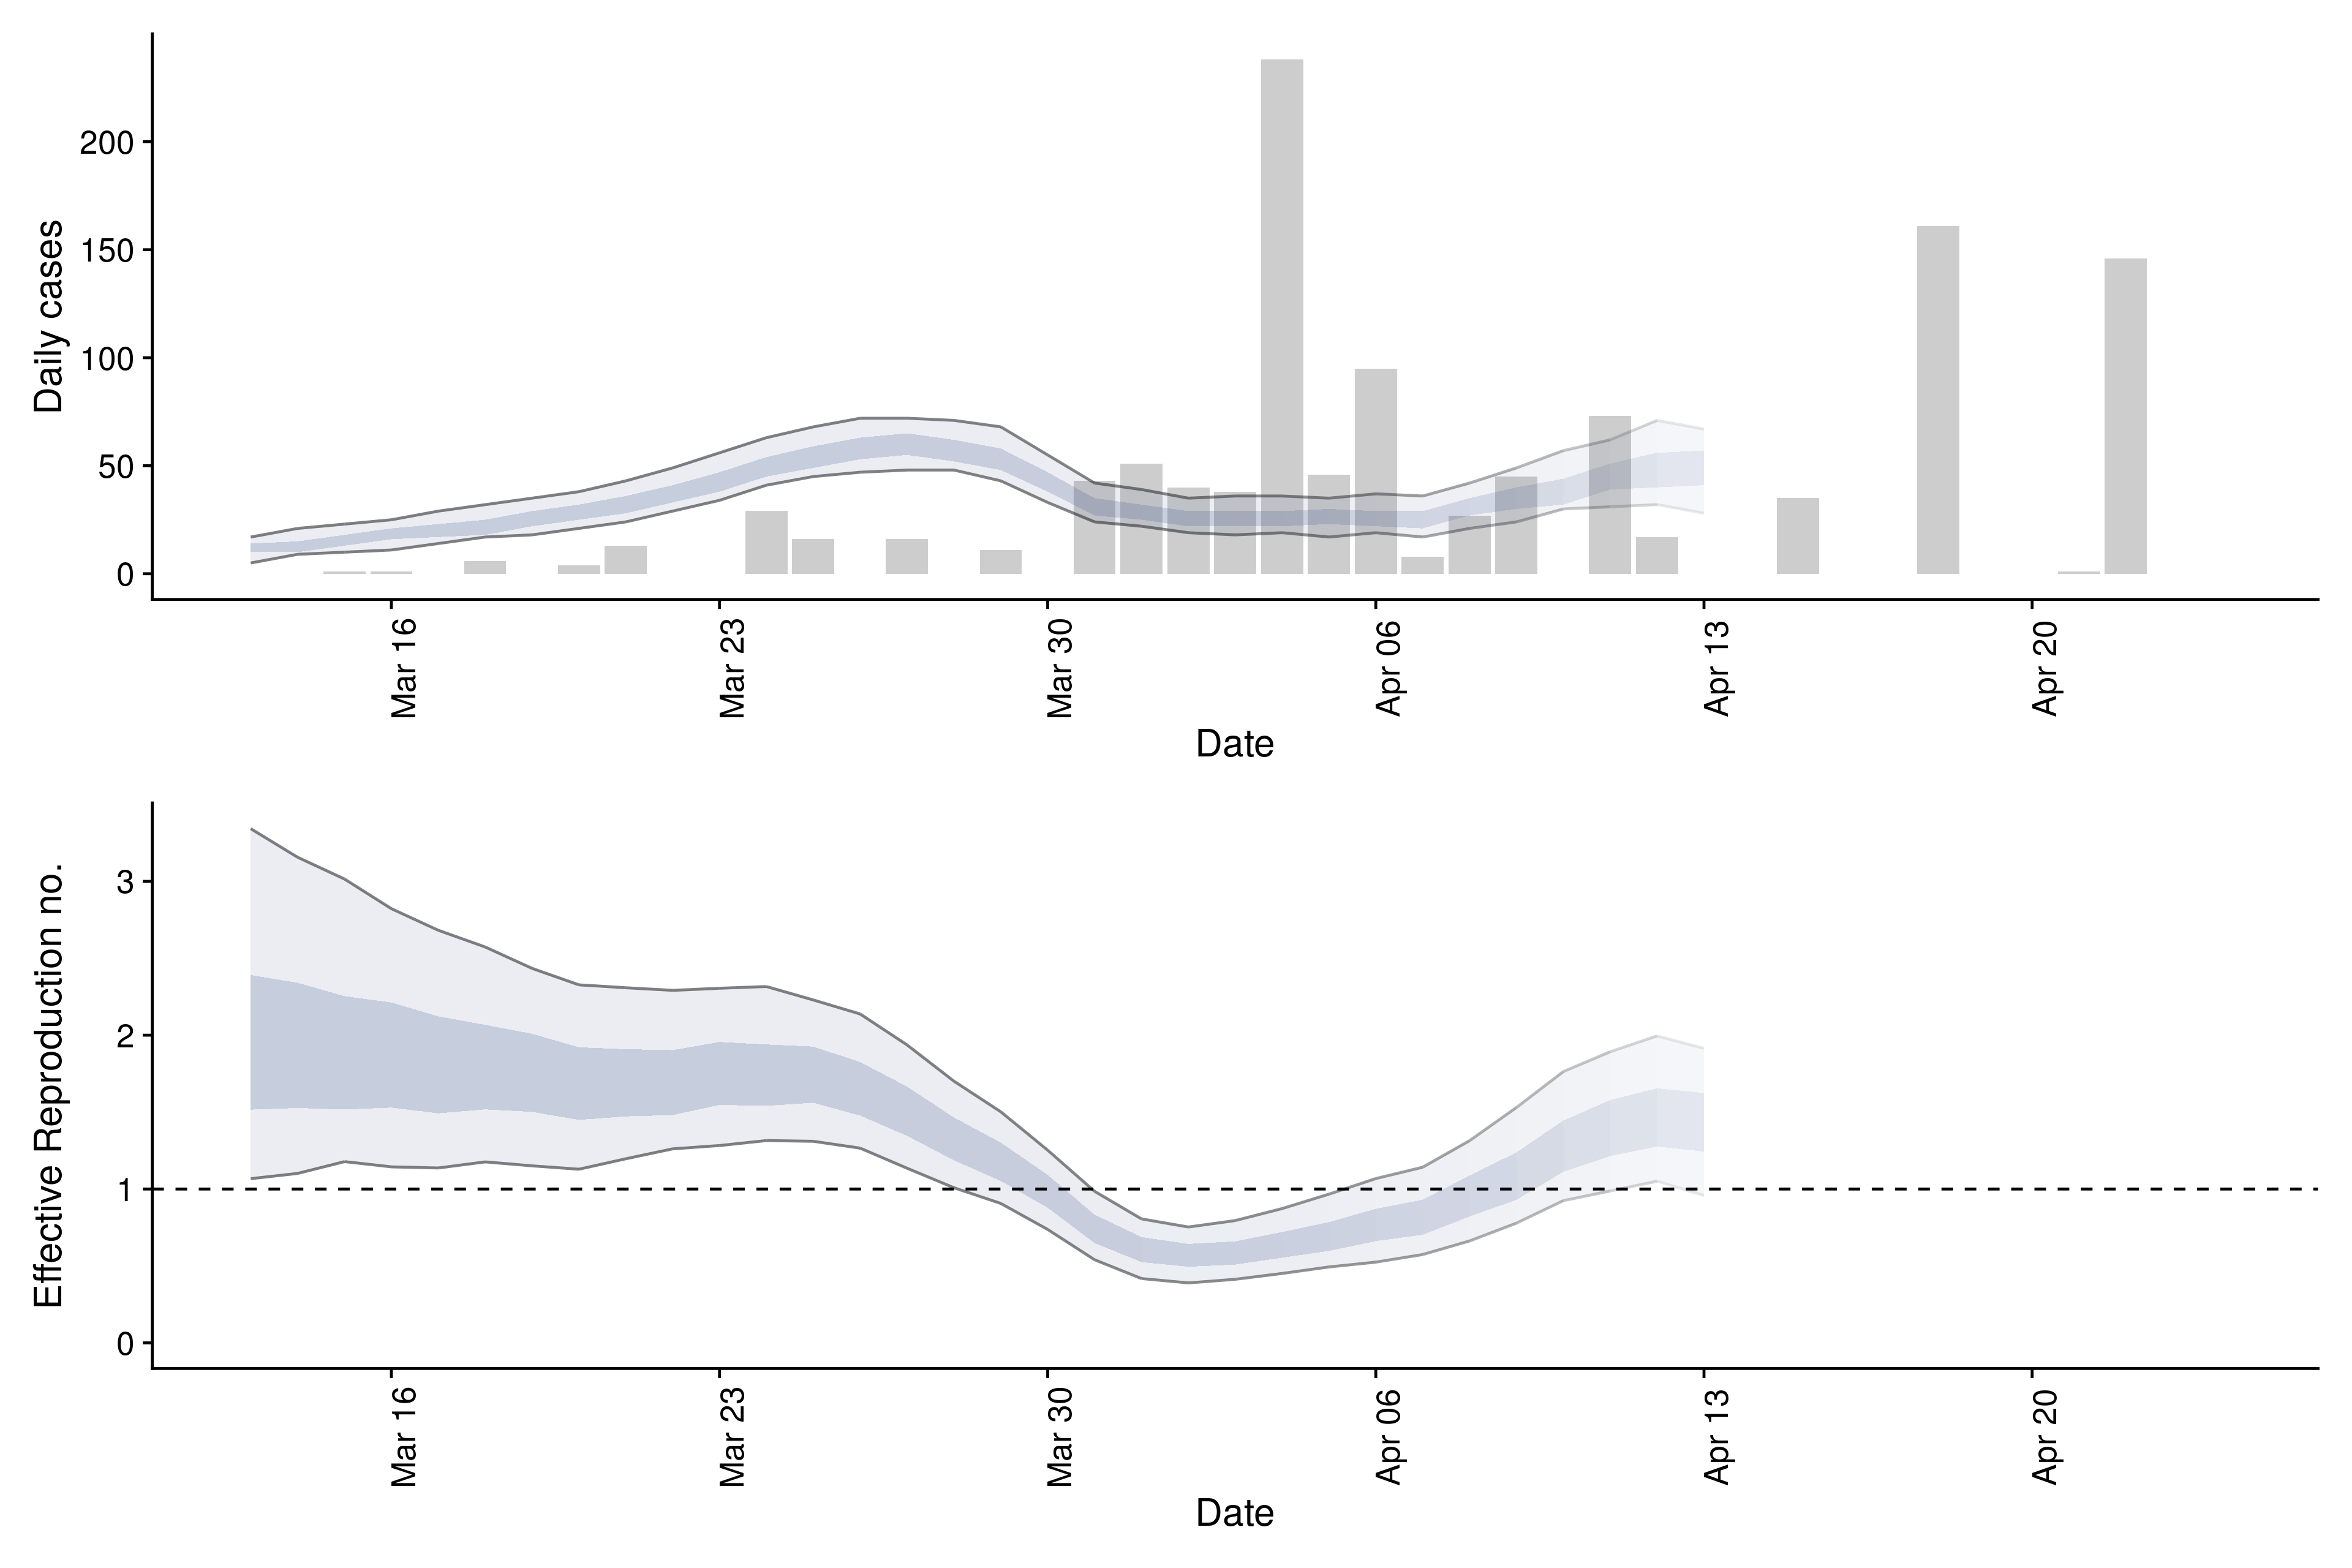 Daily cases
200
150
100
50
0
Mar 16
Mar 23
Mar 30
Apr 06
Apr 13
Apr 20
Date
Effective Reproduction no.
3
2
1
0
Mar 16
Mar 23
Mar 30
Apr 06
Apr 13
Apr 20
Date